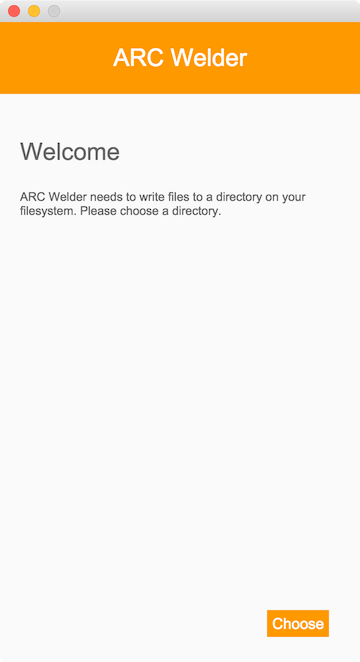 ARC Welder
Welcome
ARC Welder needs to write files to a directory on your
filesystem. Please choose a directory.
Choose